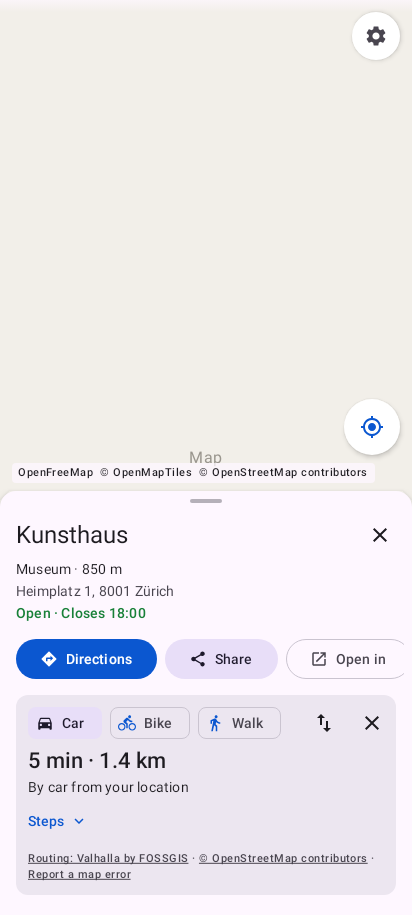 Map
OpenFreeMap © OpenMapTiles © OpenStreetMap contributors
Kunsthaus
Museum · 850 m
Heimplatz 1, 8001 Zürich
Open · Closes 18:00
Directions Share Open in
Car Bike Walk
5 min · 1.4 km
By car from your location
Steps
Routing: Valhalla by FOSSGIS · © OpenStreetMap contributors ·
Report a map error